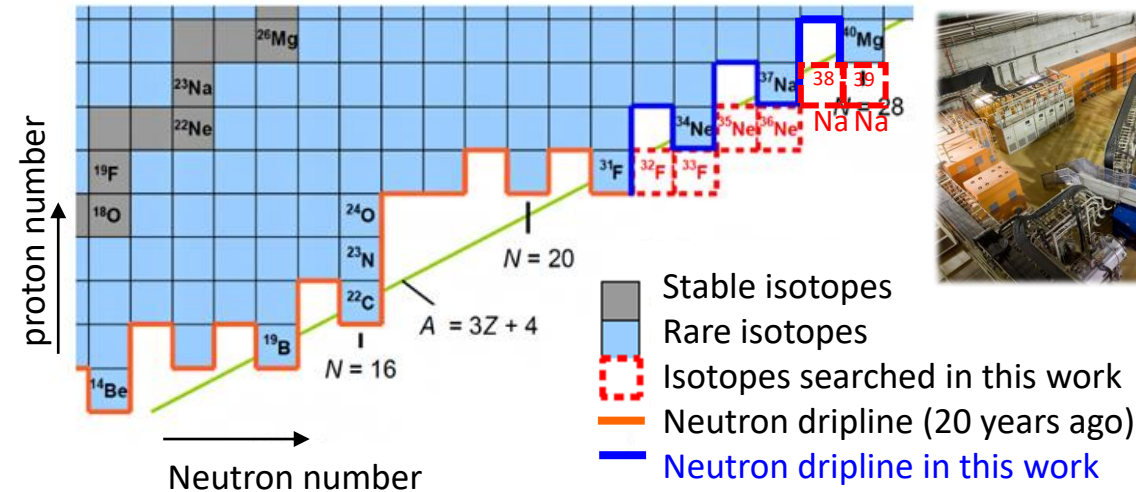 26Mg
40Mg
23Na
37Na
38
39
N = 28
22Ne
34Ne
35Ne
36Ne
Na Na
19F
31F
32F
33F
18O
24O
23N
N = 20
22C
A = 3Z + 4
19B
N = 16
14Be
proton number
Neutron number
Stable isotopes
Rare isotopes
Isotopes searched in this work
Neutron dripline (20 years ago)
Neutron dripline in this work